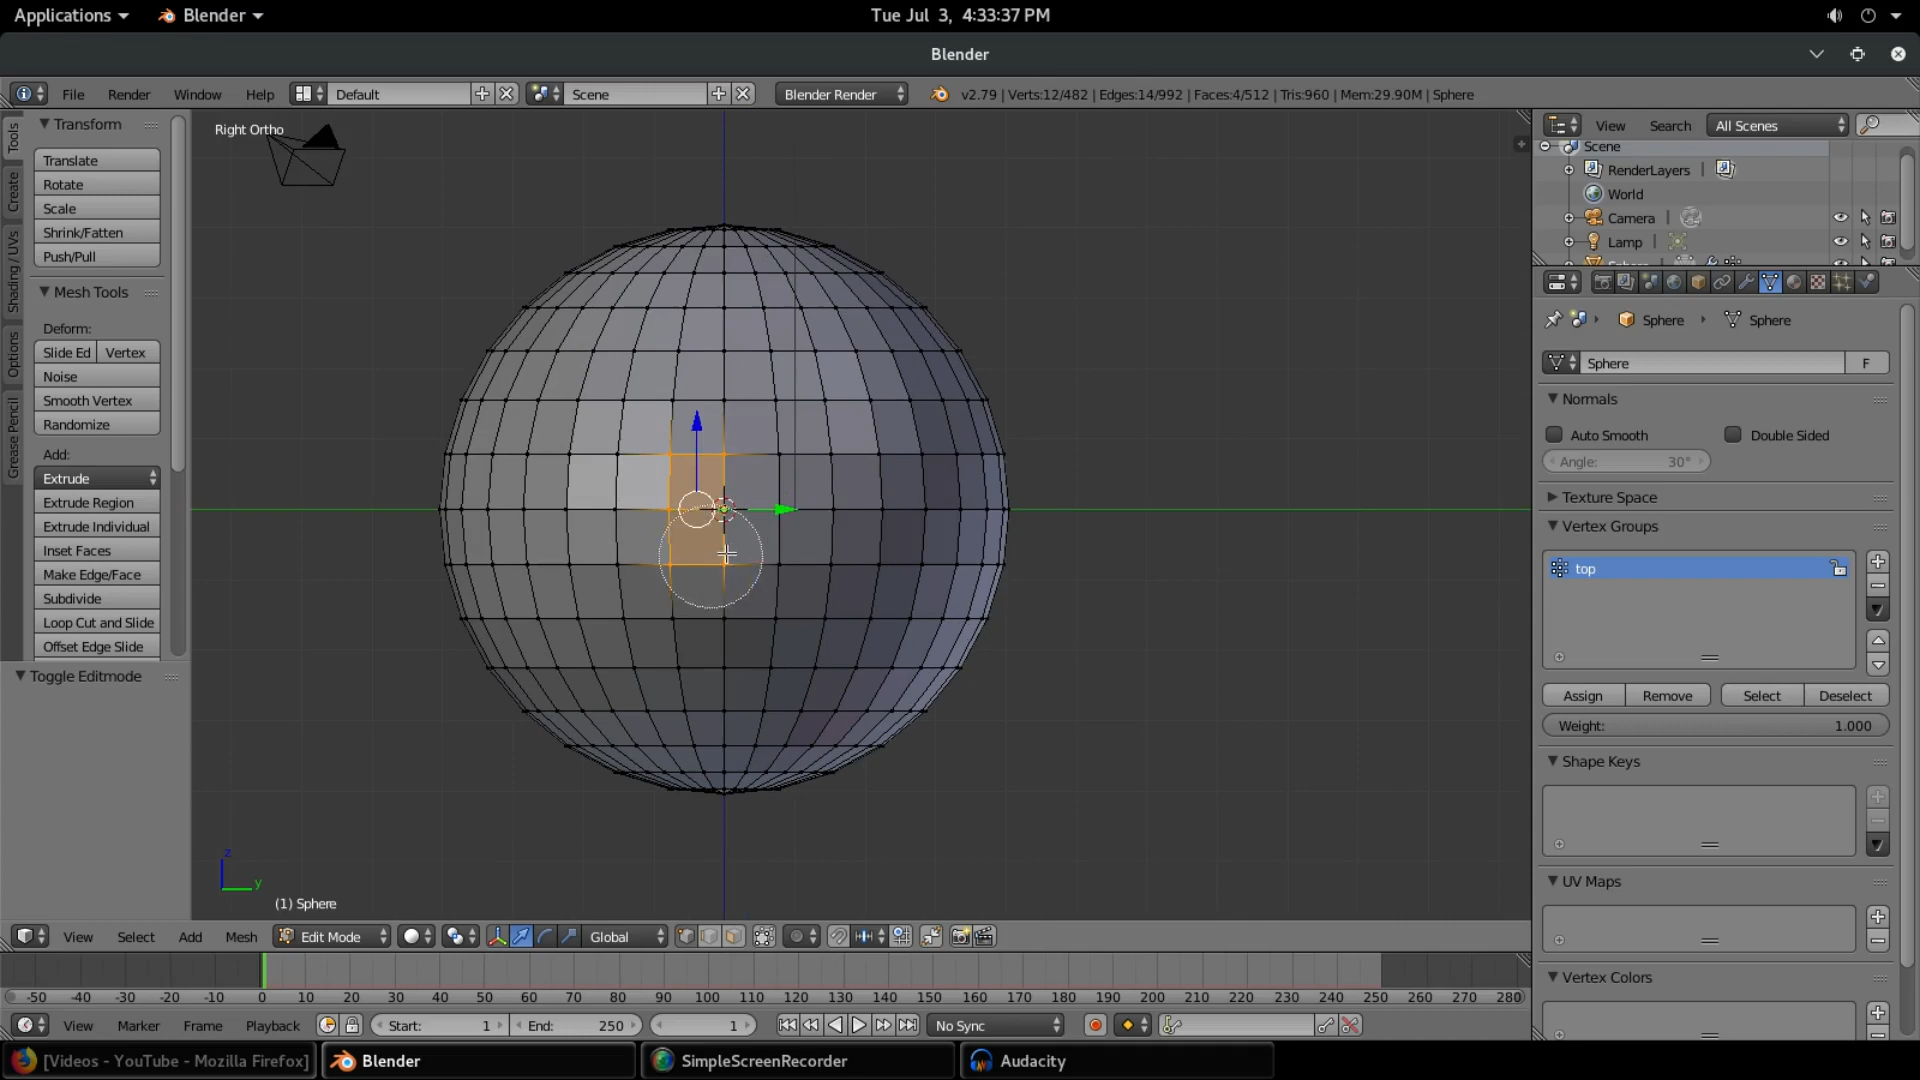 Applications Blender Tue Jul 3, 4:33:37 PM
Blender
File Render Window Help Default Scene Blender Render v2.79 | Verts:12/482 | Edges:14/992 | Faces:4/512 | Tris:960 | Mem:29.90M | Sphere
Tools
Create
Shading / UVs
Options
Grease Pencil
Transform
Translate
Rotate
Scale
Shrink/Fatten
Push/Pull
Mesh Tools
Deform:
Slide Ed Vertex
Noise
Smooth Vertex
Randomize
Add:
Extrude
Extrude Region
Extrude Individual
Inset Faces
Make Edge/Face
Subdivide
Loop Cut and Slide
Offset Edge Slide
Toggle Editmode
Right Ortho
z
y
(1) Sphere
View Search All Scenes
Scene
RenderLayers |
World
Camera |
Lamp |
Sphere Sphere
Sphere F
Normals
Auto Smooth Double Sided
Angle: 30°
Texture Space
Vertex Groups
top
Assign Remove Select Deselect
Weight: 1.000
Shape Keys
UV Maps
Vertex Colors
View Select Add Mesh Edit Mode Global
-50 -40 -30 -20 -10 0 10 20 30 40 50 60 70 80 90 100 110 120 130 140 150 160 170 180 190 200 210 220 230 240 250 260 270 280
View Marker Frame Playback Start: 1 End: 250 1 No Sync
[Videos - YouTube - Mozilla Firefox] Blender SimpleScreenRecorder Audacity